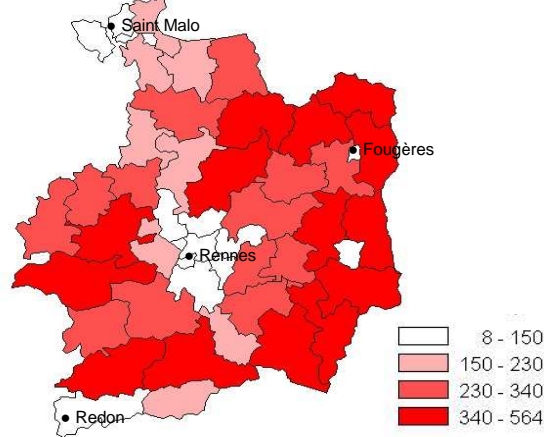 Saint Malo
Fougères
Rennes
8 - 150
150 - 230
230 - 340
340 - 564
Redon